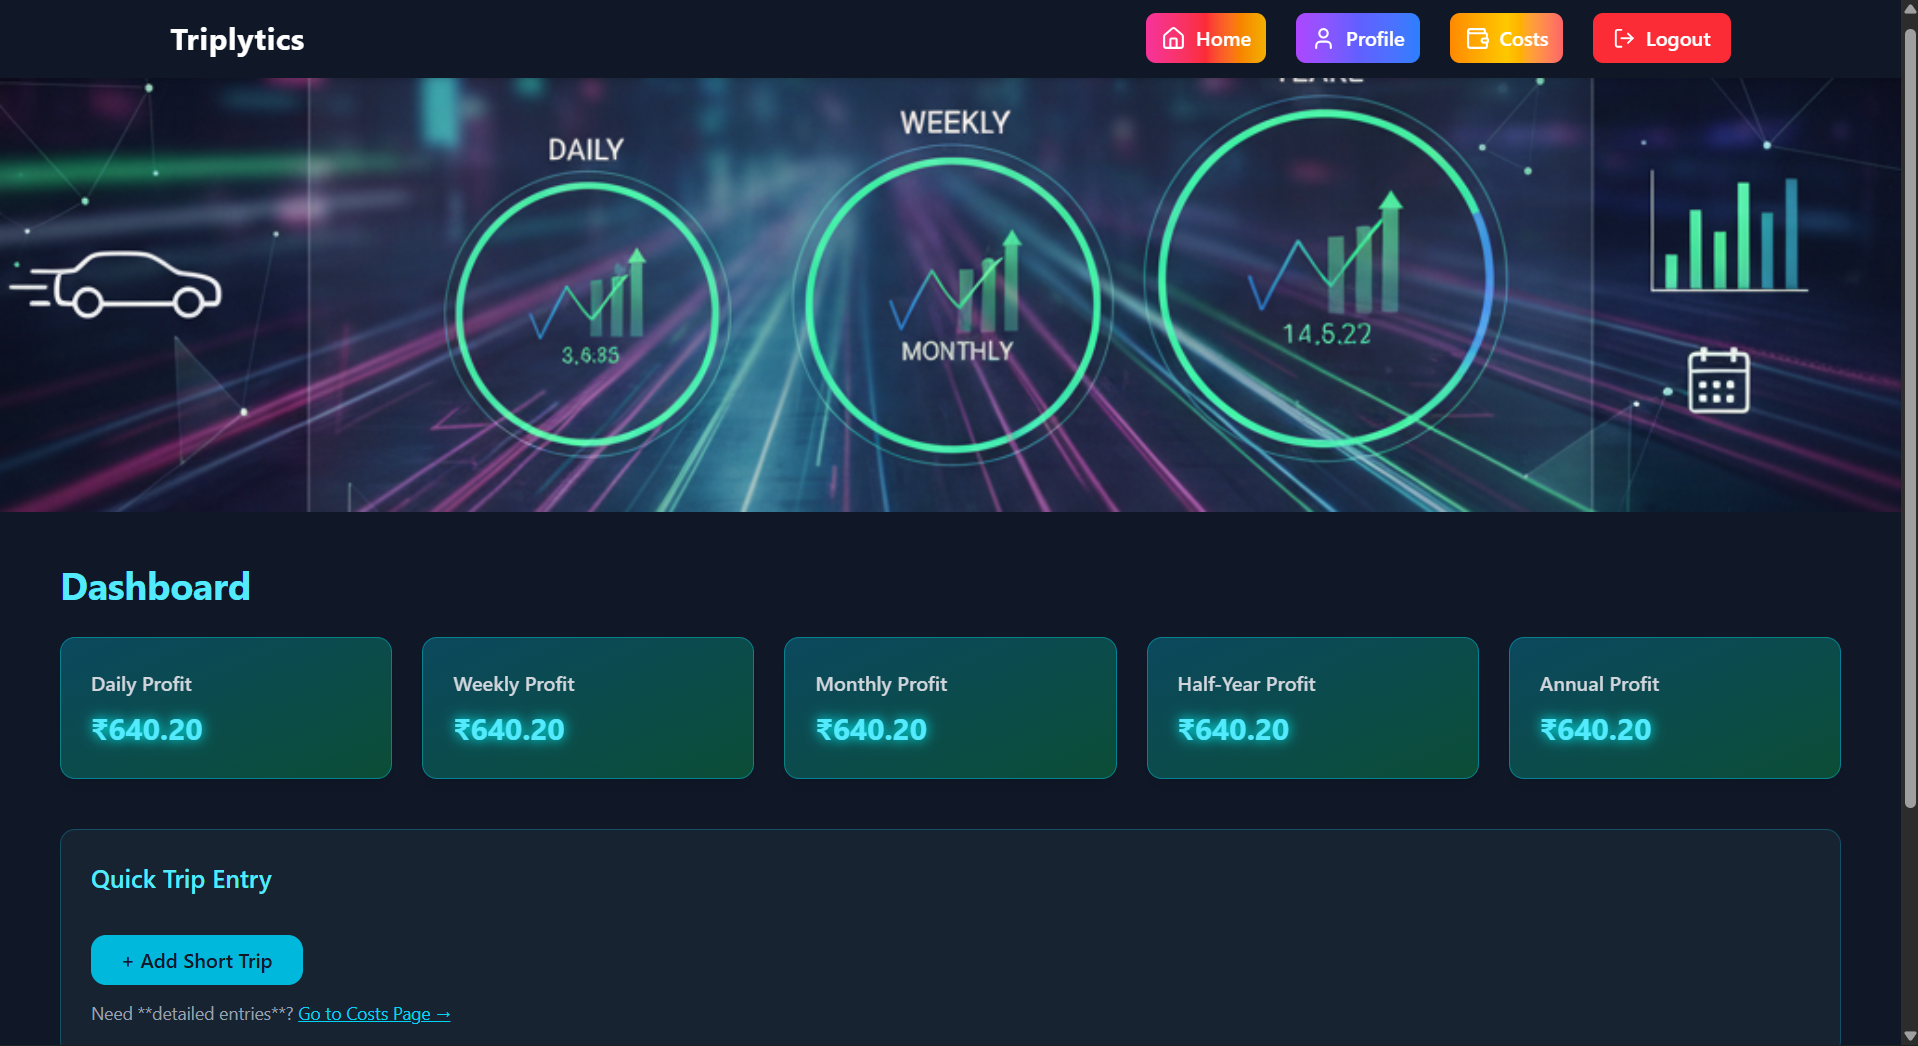 Triplytics
Home
Profile
Costs
Logout
DAILY
WEEKLY
3.6.85
MONTHLY
14.5.22
Dashboard
Daily Profit
₹640.20
Weekly Profit
₹640.20
Monthly Profit
₹640.20
Half-Year Profit
₹640.20
Annual Profit
₹640.20
Quick Trip Entry
+ Add Short Trip
Need **detailed entries**? Go to Costs Page →